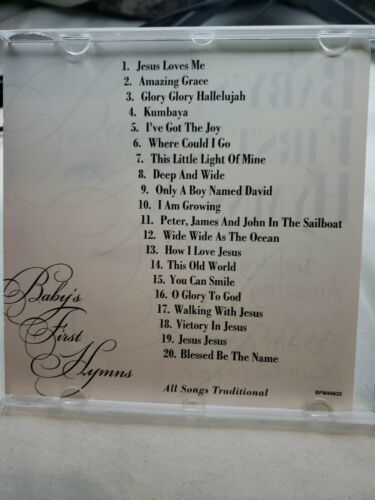 1. Jesus Loves Me
2. Amazing Grace
3. Glory Glory Hallelujah
4. Kumbaya
5. I've Got The Joy
6. Where Could I Go
7. This Little Light Of Mine
8. Deep And Wide
9. Only A Boy Named David
10. I Am Growing
11. Peter, James And John In The Sailboat
12. Wide Wide As The Ocean
13. How I Love Jesus
14. This Old World
15. You Can Smile
16. O Glory To God
17. Walking With Jesus
18. Victory In Jesus
19. Jesus Jesus
20. Blessed Be The Name
Baby's
First
Hymns
All Songs Traditional